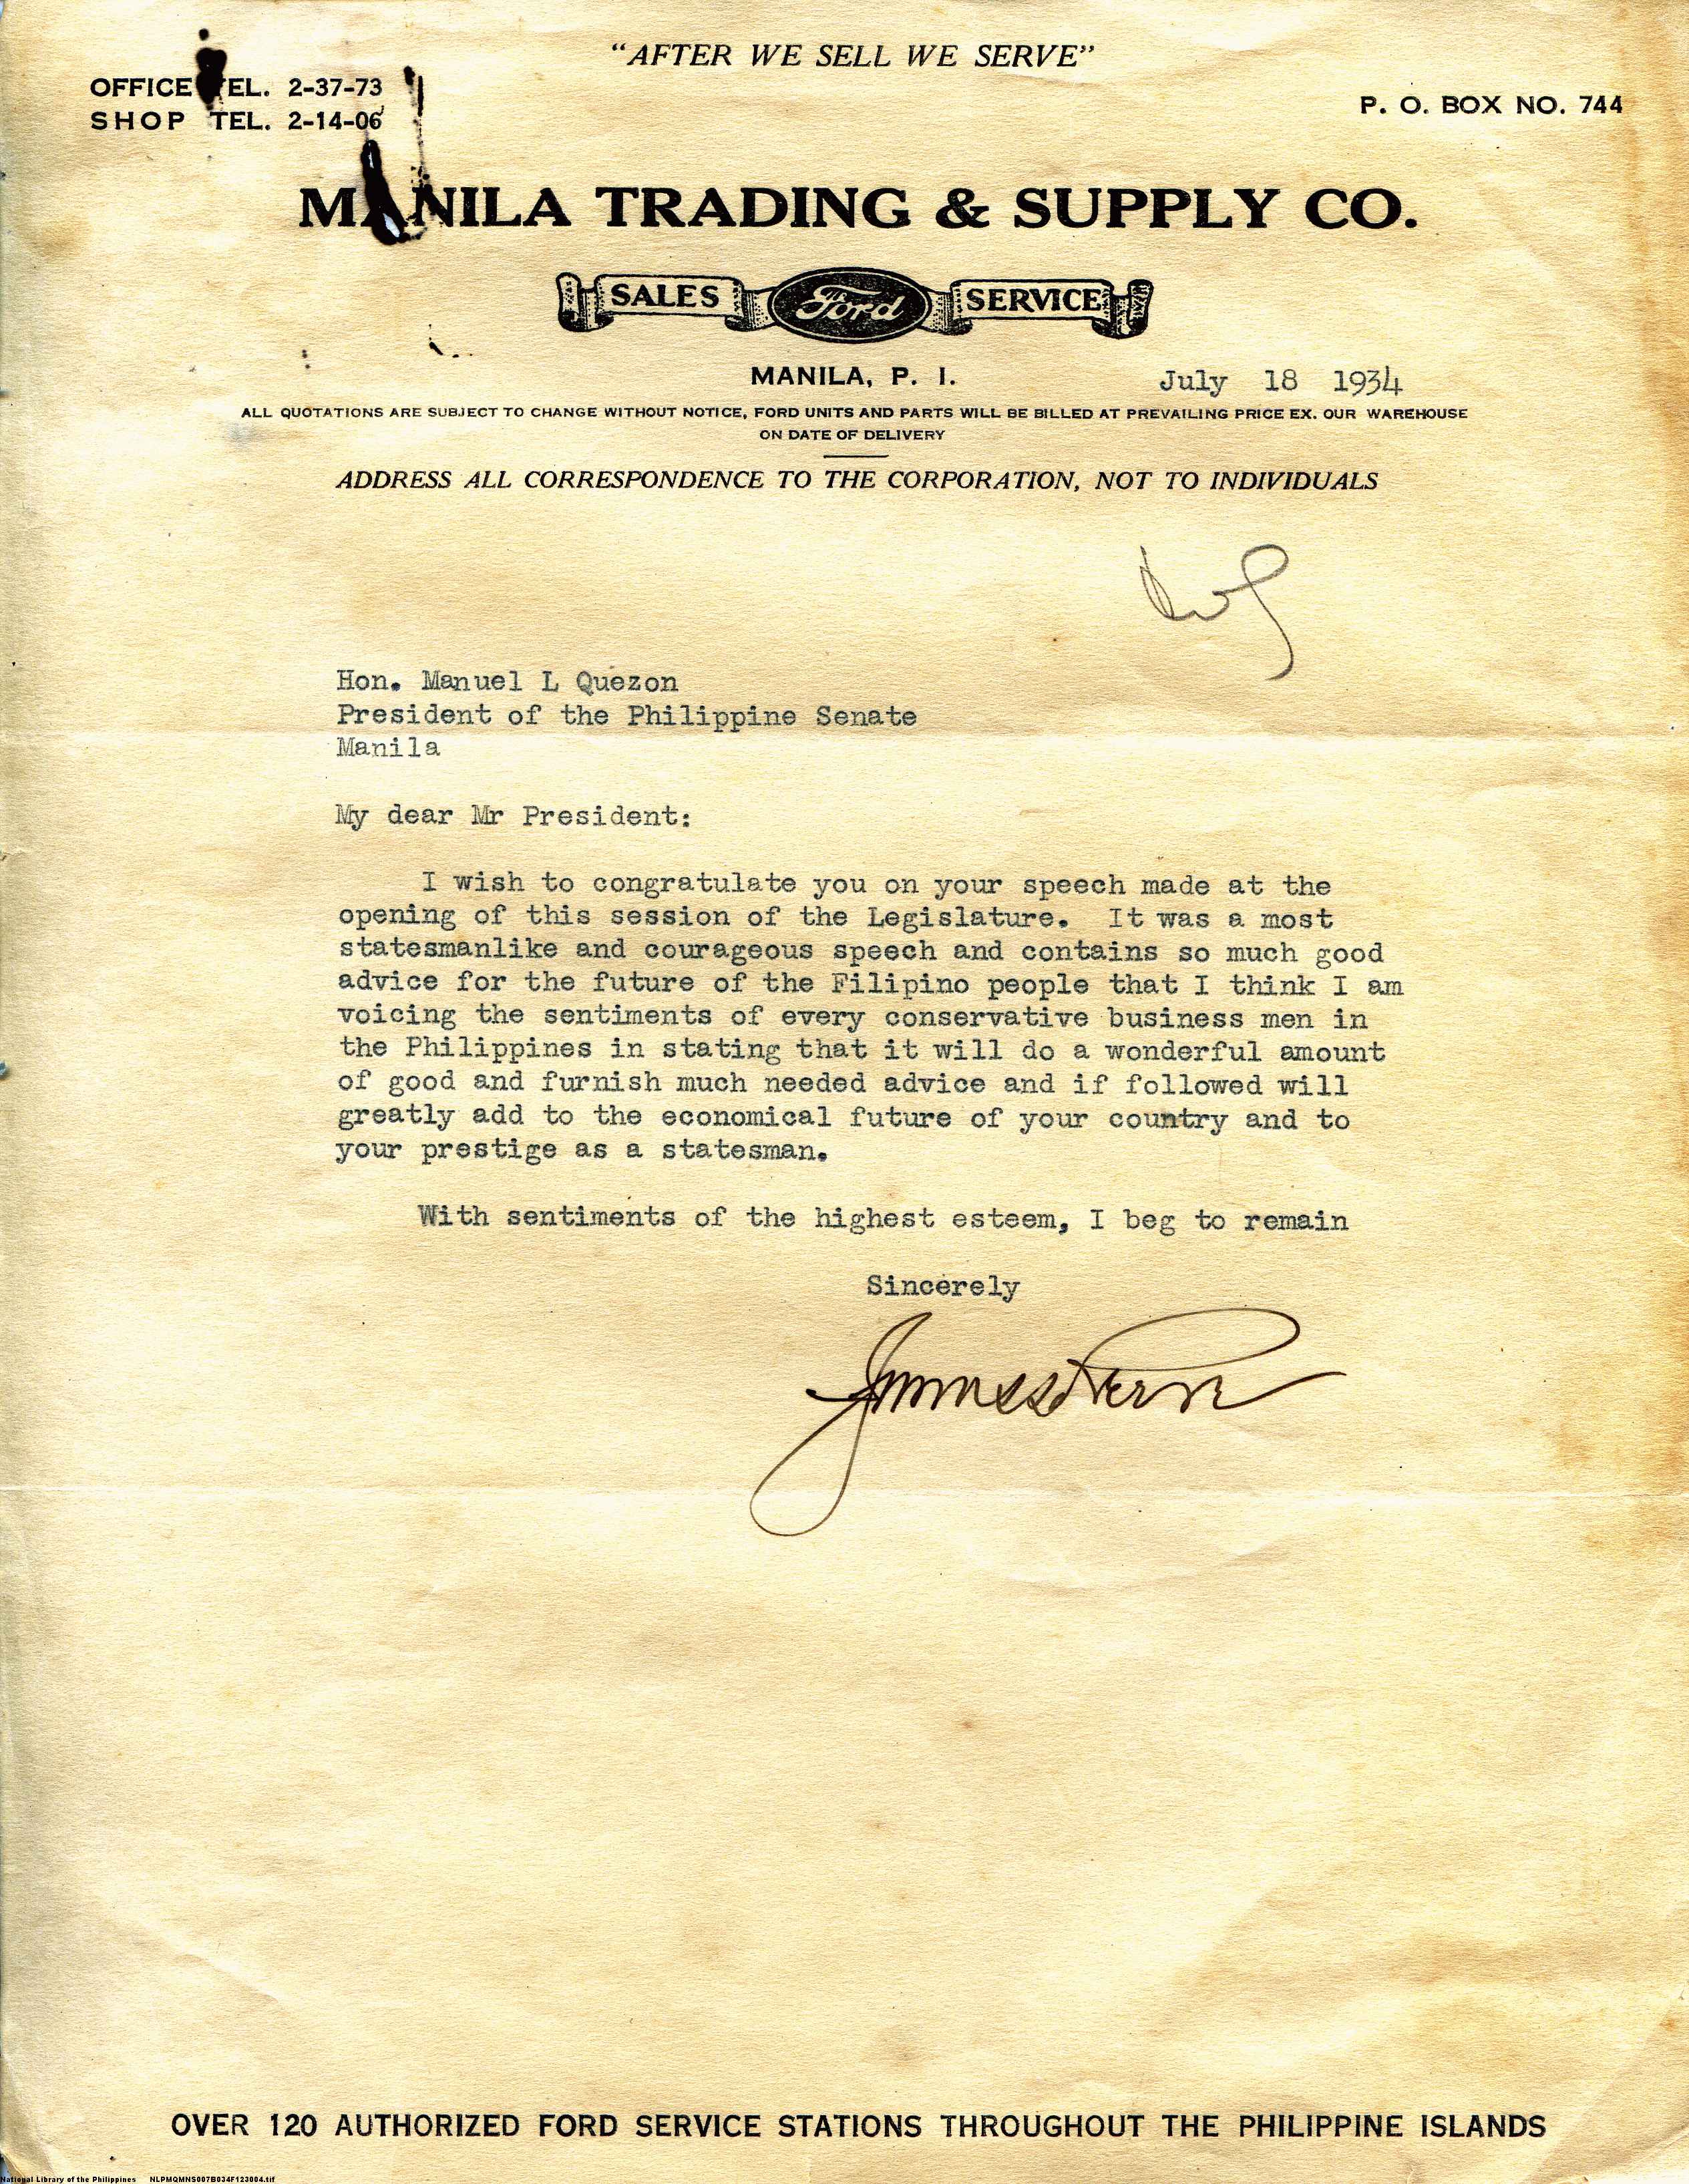 "AFTER WE SELL WE SERVE"
OFFICE TEL. 2-37-73
SHOP TEL. 2-14-06
P. O. BOX NO. 744
MANILA TRADING & SUPPLY CO.
SALES Ford SERVICE
MANILA, P. I.
July 18 1934
ALL QUOTATIONS ARE SUBJECT TO CHANGE WITHOUT NOTICE, FORD UNITS AND PARTS WILL BE BILLED AT PREVAILING PRICE EX. OUR WAREHOUSE
ON DATE OF DELIVERY
ADDRESS ALL CORRESPONDENCE TO THE CORPORATION, NOT TO INDIVIDUALS
Hon. Manuel L Quezon
President of the Philippine Senate
Manila
My dear Mr President:
I wish to congratulate you on your speech made at the
opening of this session of the Legislature. It was a most
statesmanlike and courageous speech and contains so much good
advice for the future of the Filipino people that I think I am
voicing the sentiments of every conservative business men in
the Philippines in stating that it will do a wonderful amount
of good and furnish much needed advice and if followed will
greatly add to the economical future of your country and to
your prestige as a statesman.
With sentiments of the highest esteem, I beg to remain
Sincerely
OVER 120 AUTHORIZED FORD SERVICE STATIONS THROUGHOUT THE PHILIPPINE ISLANDS
National Library of the Philippines NLPMQMNS007B034F123004.tif